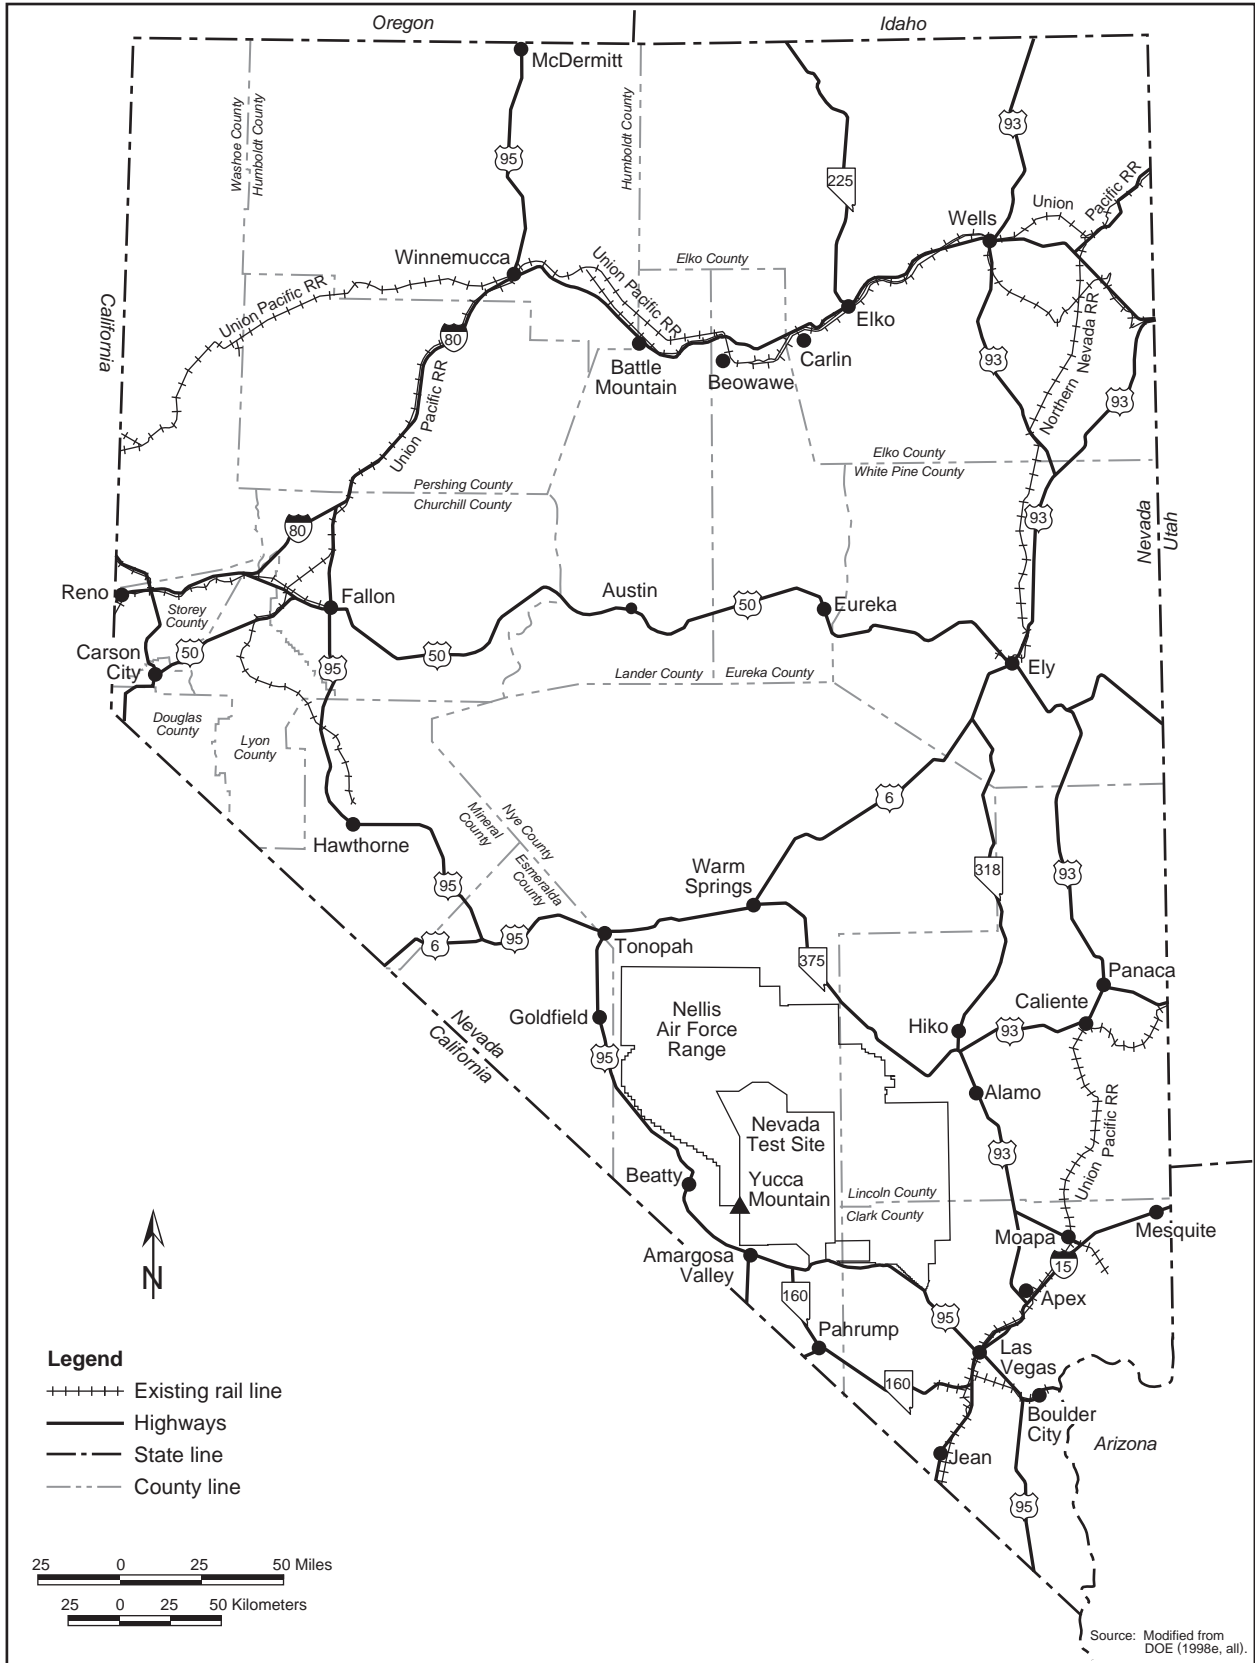 Oregon
Idaho
McDermitt
Washoe County
Humboldt County
Humboldt County
95
225
93
Union
Pacific RR
Wells
Winnemucca
Union Pacific RR
Elko County
Union Pacific RR
California
80
Elko
Battle
Mountain
Beowawe
Carlin
93
Northern
Nevada RR
93
Union
Pacific RR
Elko County
White Pine County
Pershing County
Churchill County
80
93
Nevada
Utah
Reno
Storey
County
Fallon
Austin
50
Eureka
Carson
City
50
95
50
Ely
Lander County
Eureka County
Douglas
County
Lyon
County
6
Mineral
County
Nye County
Esmeralda
County
Hawthorne
95
Warm
Springs
318
93
6
95
Tonopah
375
Panaca
Caliente
Goldfield
Nellis
Air Force
Range
Hiko
93
Nevada
California
95
Alamo
Nevada
Test Site
93
Union
Pacific RR
Beatty
Yucca
Mountain
Lincoln County
Clark County
Moapa
Mesquite
Amargosa
Valley
15
N
160
Apex
95
Pahrump
Las
Vegas
160
Boulder
City
Arizona
Jean
95
Legend
Existing rail line
Highways
State line
County line
25 0 25 50 Miles
25 0 25 50 Kilometers
Source: Modified from
DOE (1998e, all).